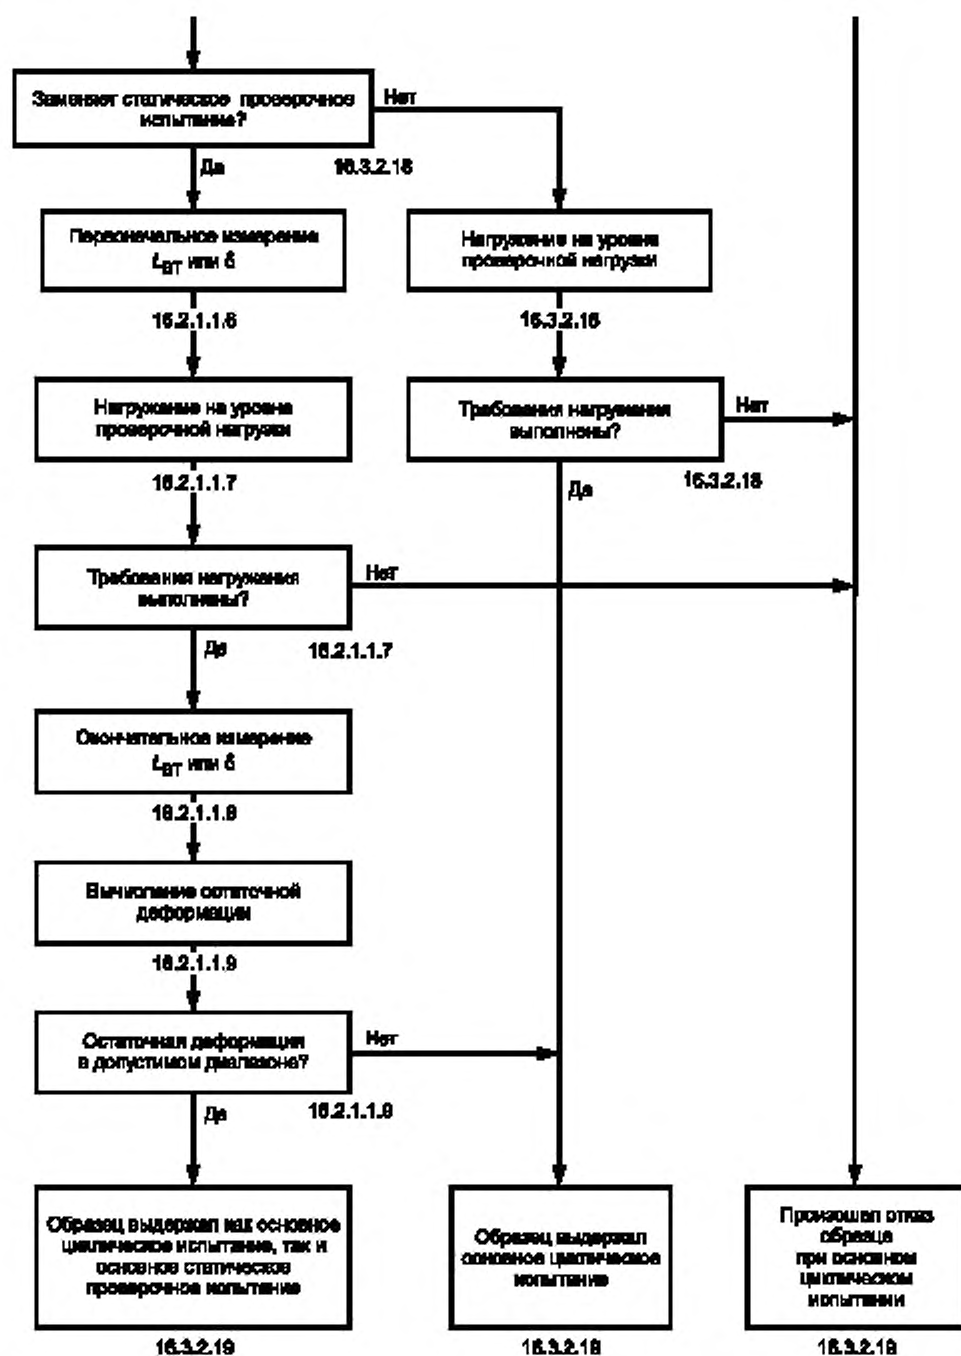 Заменяет статическое проверочное
испытание?
Нет
Да
16.3.2.18
Первоначальное измерение
L_BT или δ
Нагружение на уровне
проверочной нагрузки
16.2.1.1.6
16.3.2.18
Нагружение на уровне
проверочной нагрузки
Требования нагружения
выполнены?
Нет
16.2.1.1.7
16.3.2.18
Да
Требования нагружения
выполнены?
Нет
Да
16.2.1.1.7
Окончательное измерение
L_BT или δ
16.2.1.1.8
Вычисление остаточной
деформации
16.2.1.1.9
Остаточная деформация
в допустимом диапазоне?
Нет
Да
16.2.1.1.9
Образец выдержал как основное
циклическое испытание, так и
основное статическое
проверочное испытание
Образец выдержал
основное циклическое
испытание
Произошел отказ
образца
при основном
циклическом
испытании
16.3.2.19
16.3.2.19
16.3.2.19